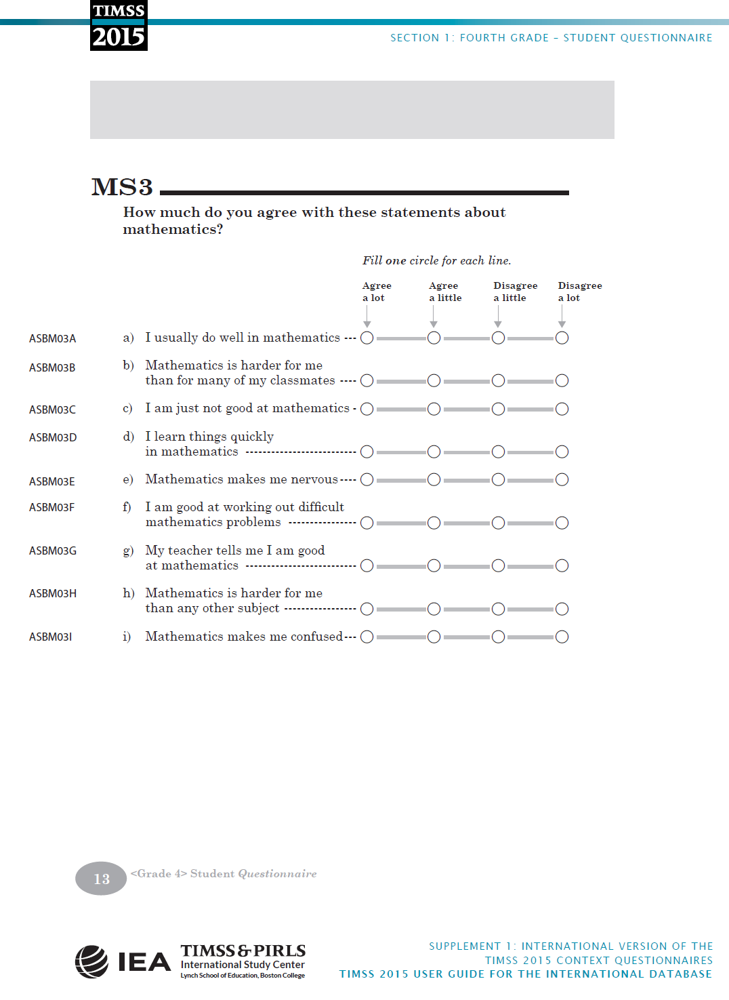 TIMSS
2015
SECTION 1: FOURTH GRADE – STUDENT QUESTIONNAIRE
MS3
How much do you agree with these statements about
mathematics?
Fill one circle for each line.
Agree a lot
Agree a little
Disagree a little
Disagree a lot
ASBM03A a) I usually do well in mathematics ---
ASBM03B b) Mathematics is harder for me
than for many of my classmates ----
ASBM03C c) I am just not good at mathematics -
ASBM03D d) I learn things quickly
in mathematics --------------------------
ASBM03E e) Mathematics makes me nervous ----
ASBM03F f) I am good at working out difficult
mathematics problems ----------------
ASBM03G g) My teacher tells me I am good
at mathematics --------------------------
ASBM03H h) Mathematics is harder for me
than any other subject -----------------
ASBM03I i) Mathematics makes me confused ---
13 <Grade 4> Student Questionnaire
IEA
TIMSS & PIRLS
International Study Center
Lynch School of Education, Boston College
SUPPLEMENT 1: INTERNATIONAL VERSION OF THE
TIMSS 2015 CONTEXT QUESTIONNAIRES
TIMSS 2015 USER GUIDE FOR THE INTERNATIONAL DATABASE